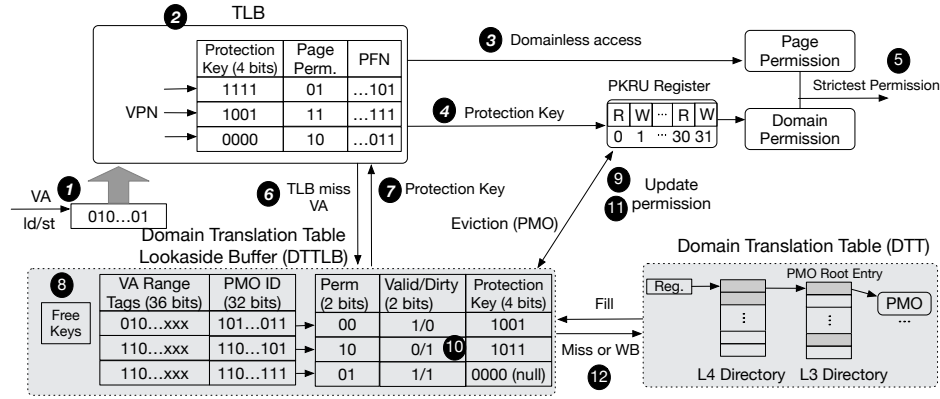 2 TLB
Protection Key (4 bits) Page Perm. PFN
1111 01 ...101
VPN 1001 11 ...111
0000 10 ...011
3 Domainless access
4 Protection Key
PKRU Register
R W ... R W
0 1 ... 30 31
Page Permission
Domain Permission
5
Strictest Permission
1
VA
ld/st
010...01
6 TLB miss VA
7 Protection Key
9 Update
11 permission
Eviction (PMO)
Domain Translation Table
Lookaside Buffer (DTTLB)
8
Free
Keys
VA Range Tags (36 bits) PMO ID (32 bits) Perm (2 bits) Valid/Dirty (2 bits) Protection Key (4 bits)
010...xxx 101...011 00 1/0 1001
110...xxx 110...101 10 0/1 10 1011
110...xxx 110...111 01 1/1 0000 (null)
Fill
Miss or WB
12
Domain Translation Table (DTT)
Reg.
PMO Root Entry
PMO
...
L4 Directory L3 Directory